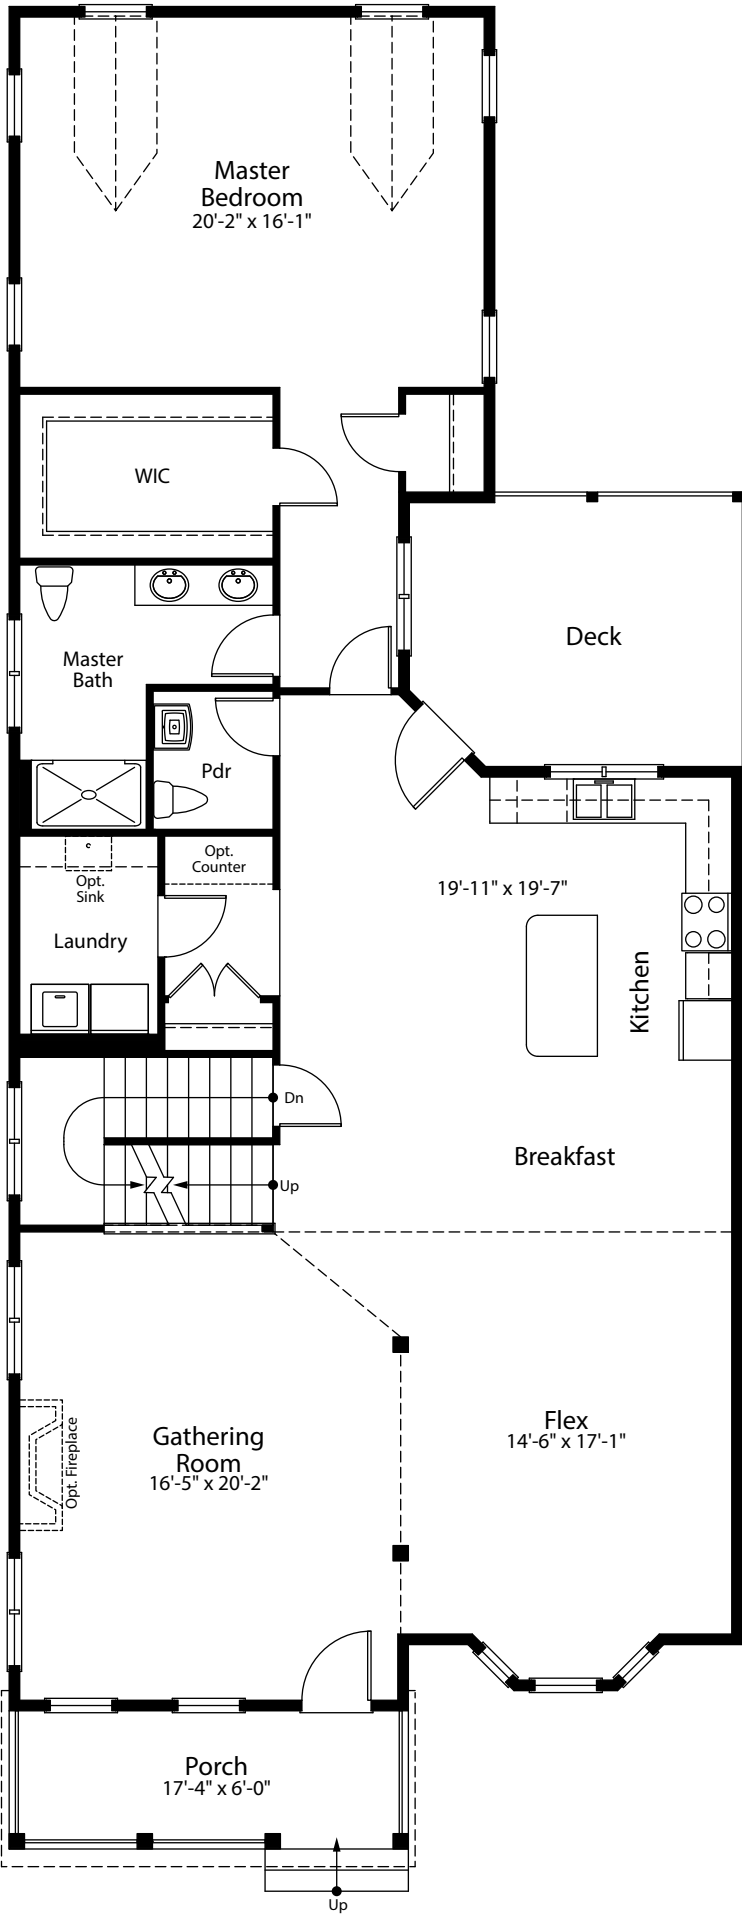 Master
Bedroom
20'-2" x 16'-1"
WIC
Deck
Master
Bath
Pdr
Opt.
Counter
Opt.
Sink
19'-11" x 19'-7"
Laundry
Kitchen
Dn
Breakfast
Up
Flex
14'-6" x 17'-1"
Gathering
Room
16'-5" x 20'-2"
Opt. Fireplace
Porch
17'-4" x 6'-0"
Up